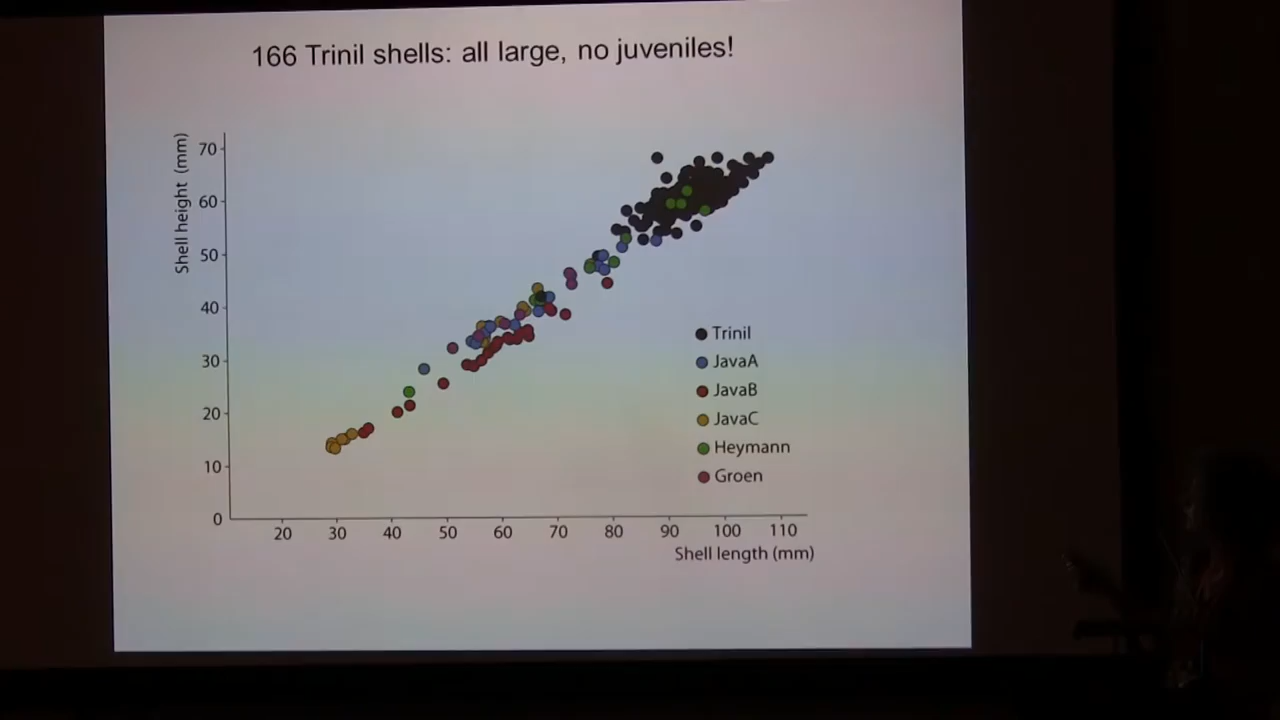 166 Trinil shells: all large, no juveniles!
Shell height (mm)
70
60
50
40
30
20
10
0
20 30 40 50 60 70 80 90 100 110
Shell length (mm)
Trinil
JavaA
JavaB
JavaC
Heymann
Groen